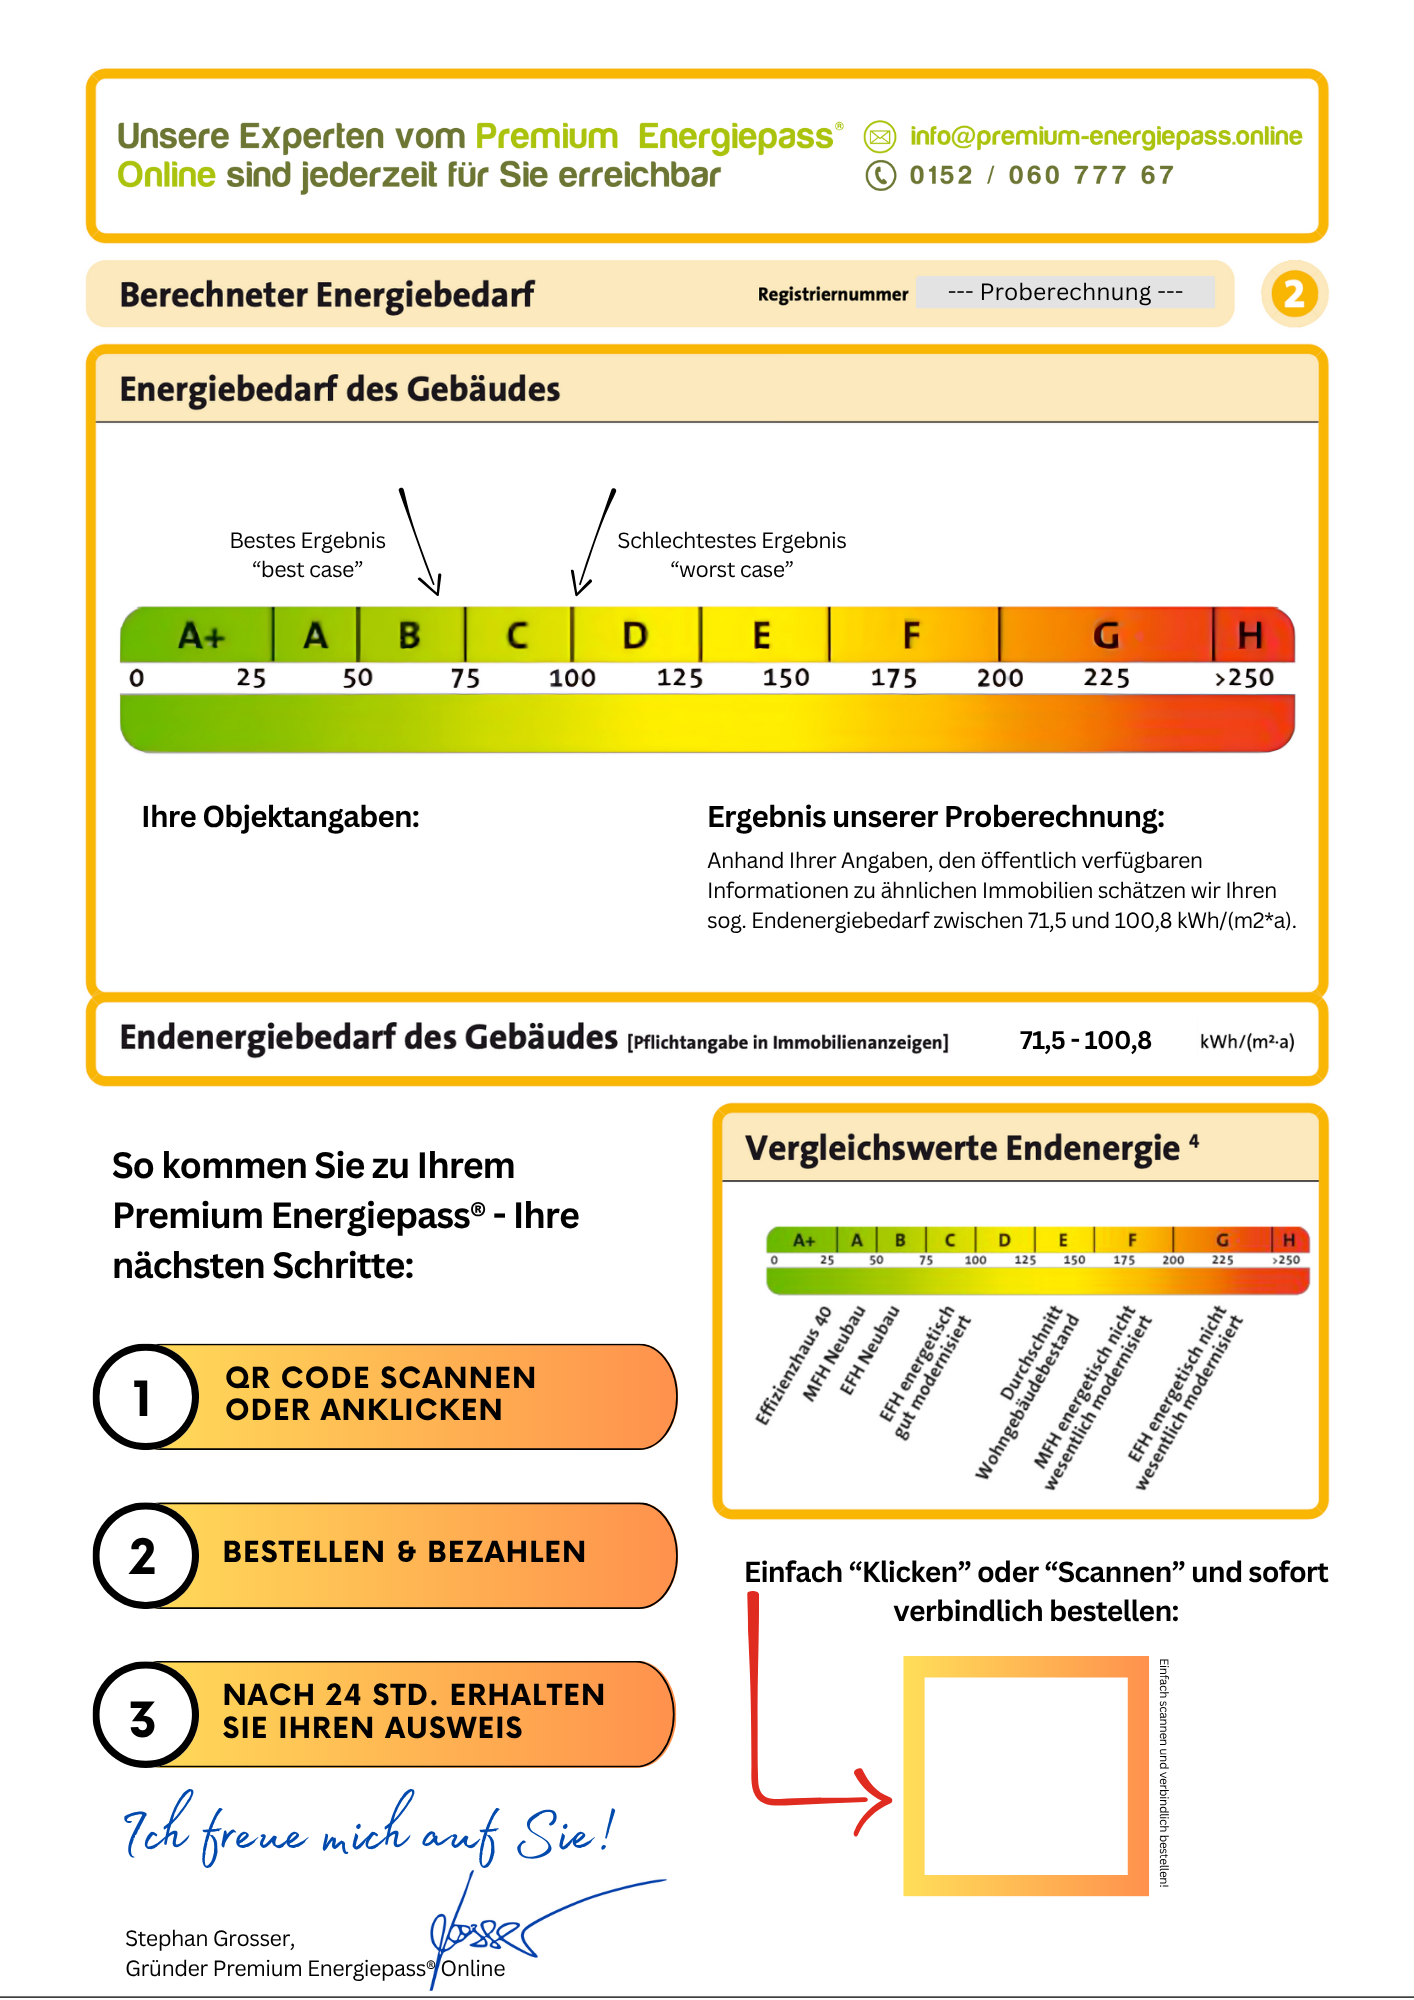 Unsere Experten vom Premium Energiepass®
Online sind jederzeit für Sie erreichbar
info@premium-energiepass.online
0152 / 060 777 67
Berechneter Energiebedarf
Registriernummer
--- Proberechnung ---
2
Energiebedarf des Gebäudes
Bestes Ergebnis
“best case”
Schlechtestes Ergebnis
“worst case”
A+ A B C D E F G H
0 25 50 75 100 125 150 175 200 225 >250
Ihre Objektangaben:
Ergebnis unserer Proberechnung:
Anhand Ihrer Angaben, den öffentlich verfügbaren
Informationen zu ähnlichen Immobilien schätzen wir Ihren
sog. Endenergiebedarf zwischen 71,5 und 100,8 kWh/(m2*a).
Endenergiebedarf des Gebäudes [Pflichtangabe in Immobilienanzeigen] 71,5 - 100,8 kWh/(m²·a)
So kommen Sie zu Ihrem
Premium Energiepass® - Ihre
nächsten Schritte:
1
QR CODE SCANNEN
ODER ANKLICKEN
2
BESTELLEN & BEZAHLEN
3
NACH 24 STD. ERHALTEN
SIE IHREN AUSWEIS
Ich freue mich auf Sie!
Grosser
Stephan Grosser,
Gründer Premium Energiepass® Online
Vergleichswerte Endenergie 4
A+ A B C D E F G H
0 25 50 75 100 125 150 175 200 225 >250
Effizienzhaus 40
MFH Neubau
EFH Neubau
EFH energetisch
gut modernisiert
Durchschnitt
Wohngebäudebestand
MFH energetisch nicht
wesentlich modernisiert
EFH energetisch nicht
wesentlich modernisiert
Einfach “Klicken” oder “Scannen” und sofort
verbindlich bestellen:
Einfach scannen und verbindlich bestellen!